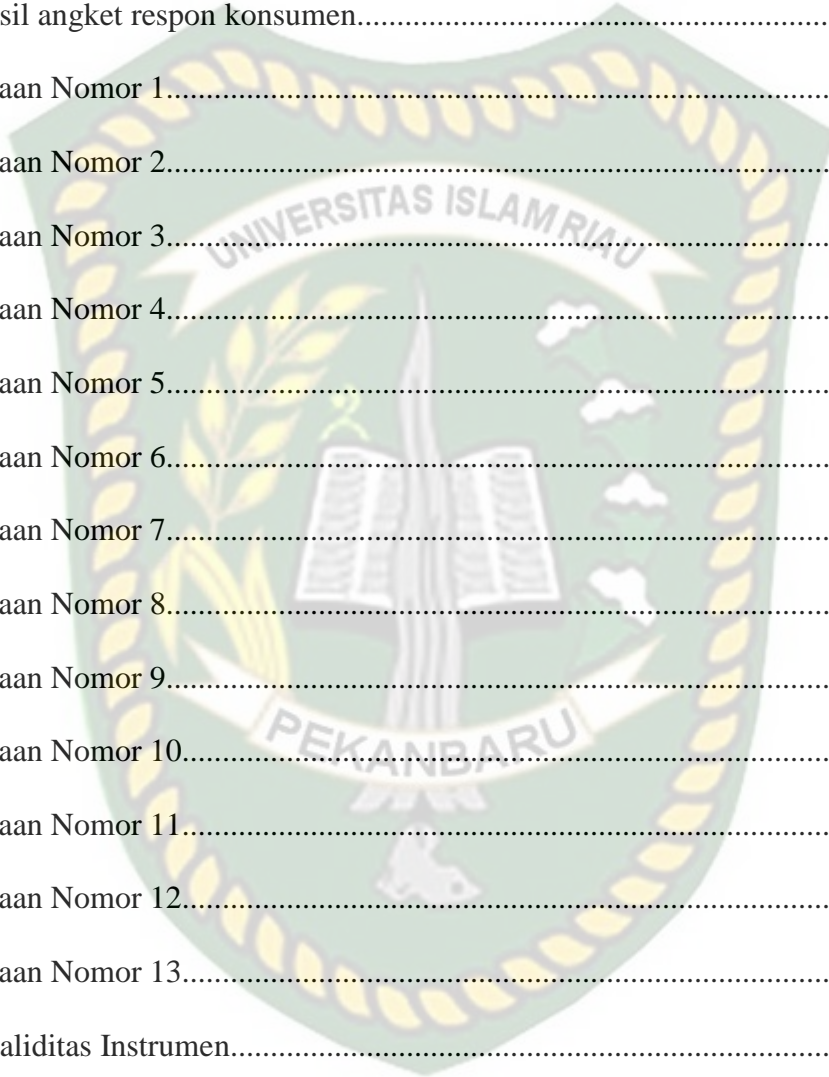 sil angket respon konsumen
aan Nomor 1
aan Nomor 2
aan Nomor 3
UNIVERSITAS ISLAM RIAU
aan Nomor 4
aan Nomor 5
aan Nomor 6
aan Nomor 7
aan Nomor 8
aan Nomor 9
PEKANBARU
aan Nomor 10
aan Nomor 11
aan Nomor 12
aan Nomor 13
aliditas Instrumen